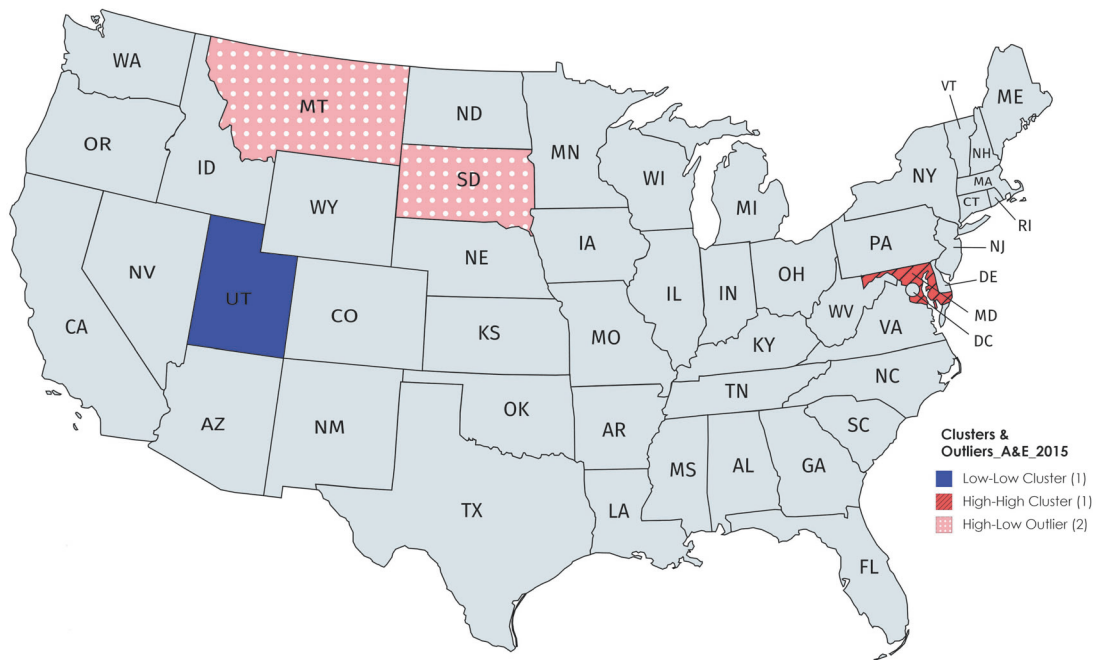 WA
MT
ND
MN
OR
ID
SD
WI
WY
MI
NY
VT
ME
NH
MA
CT
RI
IA
NE
PA
NJ
NV
UT
CO
IL
IN
OH
DE
MD
DC
WV
VA
CA
KS
MO
KY
NC
TN
AZ
NM
OK
AR
SC
MS
AL
GA
TX
LA
FL
Clusters &
Outliers_A&E_2015
Low-Low Cluster (1)
High-High Cluster (1)
High-Low Outlier (2)